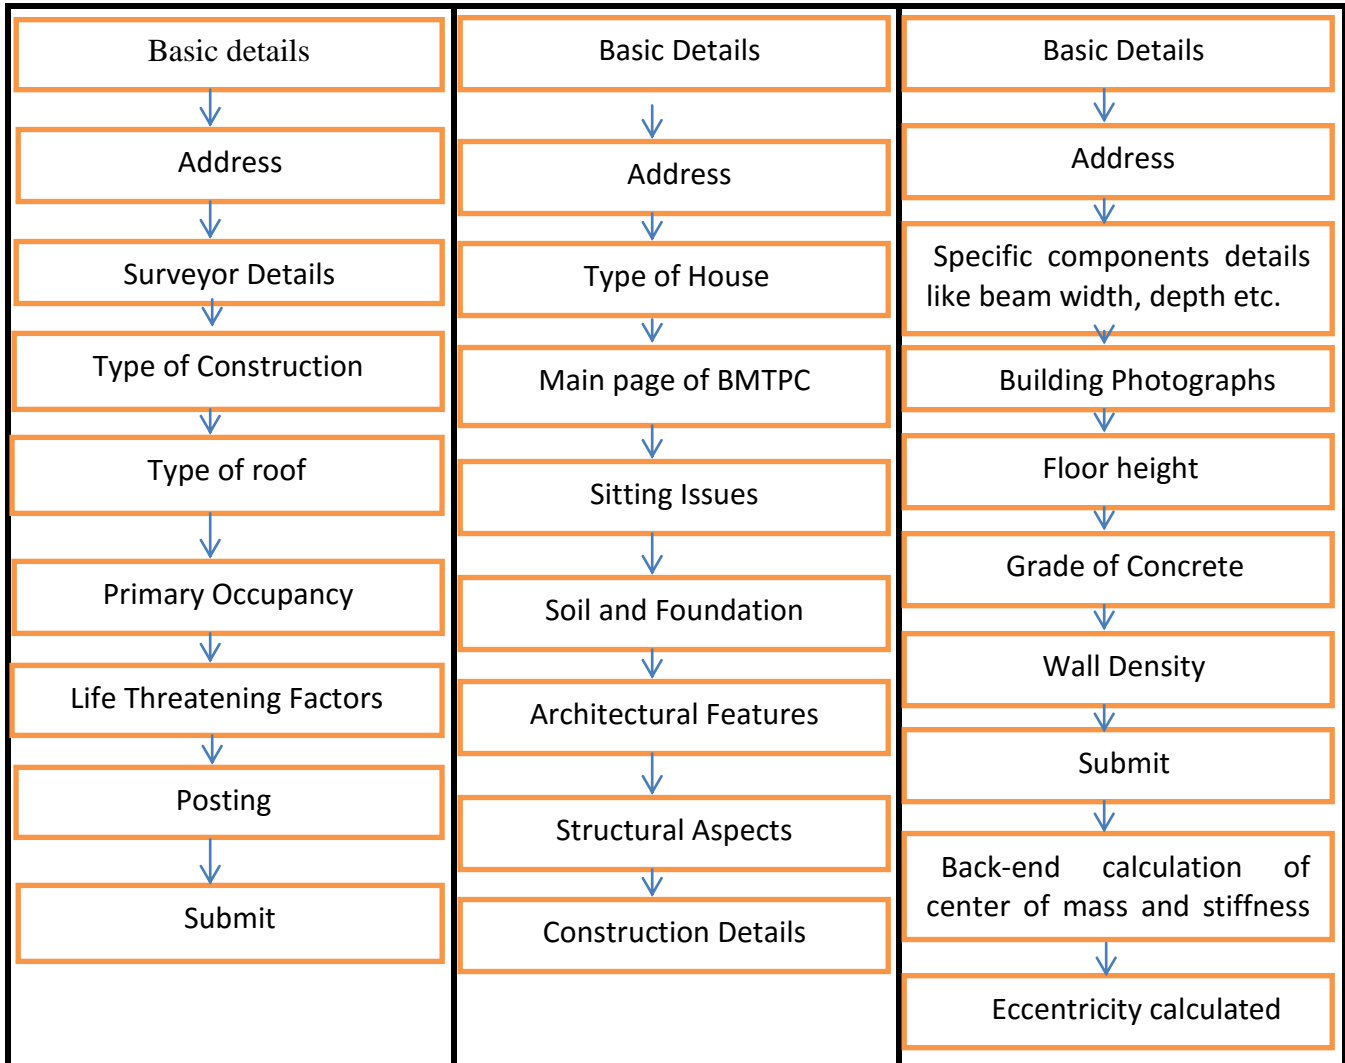 Basic details
Address
Surveyor Details
Type of Construction
Type of roof
Primary Occupancy
Life Threatening Factors
Posting
Submit
Basic Details
Address
Type of House
Main page of BMTPC
Sitting Issues
Soil and Foundation
Architectural Features
Structural Aspects
Construction Details
Basic Details
Address
Specific components details
like beam width, depth etc.
Building Photographs
Floor height
Grade of Concrete
Wall Density
Submit
Back-end calculation of
center of mass and stiffness
Eccentricity calculated